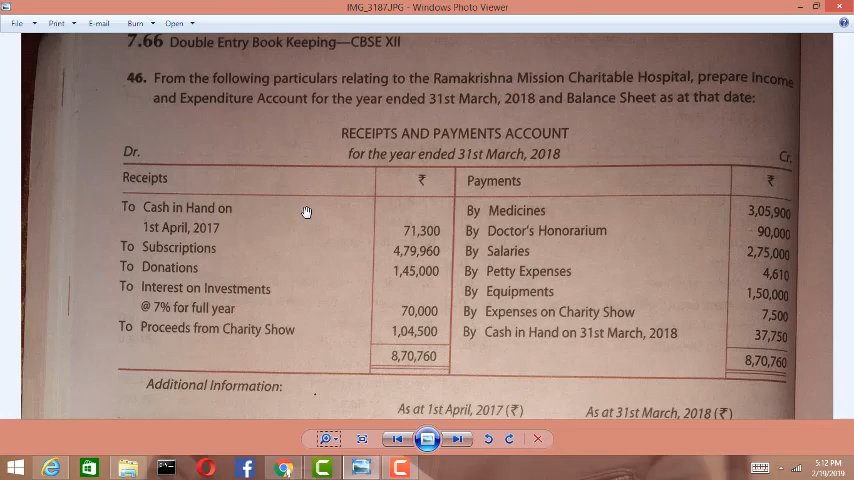 IMG_3187.JPG - Windows Photo Viewer
File Print E-mail Burn Open
7.66 Double Entry Book Keeping—CBSE XII
46. From the following particulars relating to the Ramakrishna Mission Charitable Hospital, prepare Income
and Expenditure Account for the year ended 31st March, 2018 and Balance Sheet as at that date:
RECEIPTS AND PAYMENTS ACCOUNT
Dr. for the year ended 31st March, 2018 Cr.
Receipts ₹ Payments ₹
To Cash in Hand on By Medicines 3,05,900
1st April, 2017 71,300 By Doctor's Honorarium 90,000
To Subscriptions 4,79,960 By Salaries 2,75,000
To Donations 1,45,000 By Petty Expenses 4,610
To Interest on Investments By Equipments 1,50,000
@ 7% for full year 70,000 By Expenses on Charity Show 7,500
To Proceeds from Charity Show 1,04,500 By Cash in Hand on 31st March, 2018 37,750
8,70,760 8,70,760
Additional Information:
As at 1st April, 2017 (₹) As at 31st March, 2018 (₹)
5:12 PM
2/19/2019